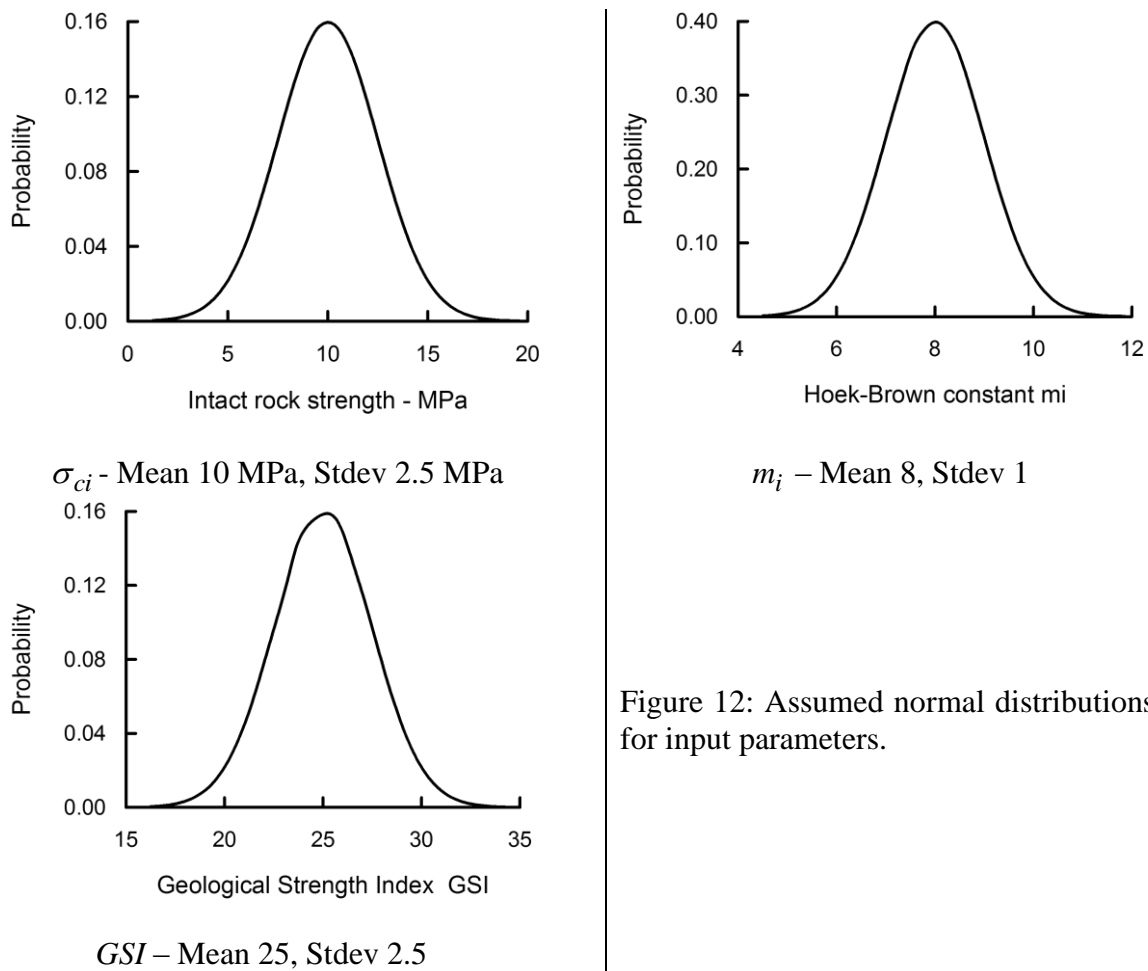 0.16
0.12
0.08
0.04
0.00
Probability
0 5 10 15 20
Intact rock strength - MPa
σci - Mean 10 MPa, Stdev 2.5 MPa
0.40
0.30
0.20
0.10
0.00
Probability
4 6 8 10 12
Hoek-Brown constant mi
mi – Mean 8, Stdev 1
0.16
0.12
0.08
0.04
0.00
Probability
15 20 25 30 35
Geological Strength Index GSI
GSI – Mean 25, Stdev 2.5
Figure 12: Assumed normal distributions
for input parameters.